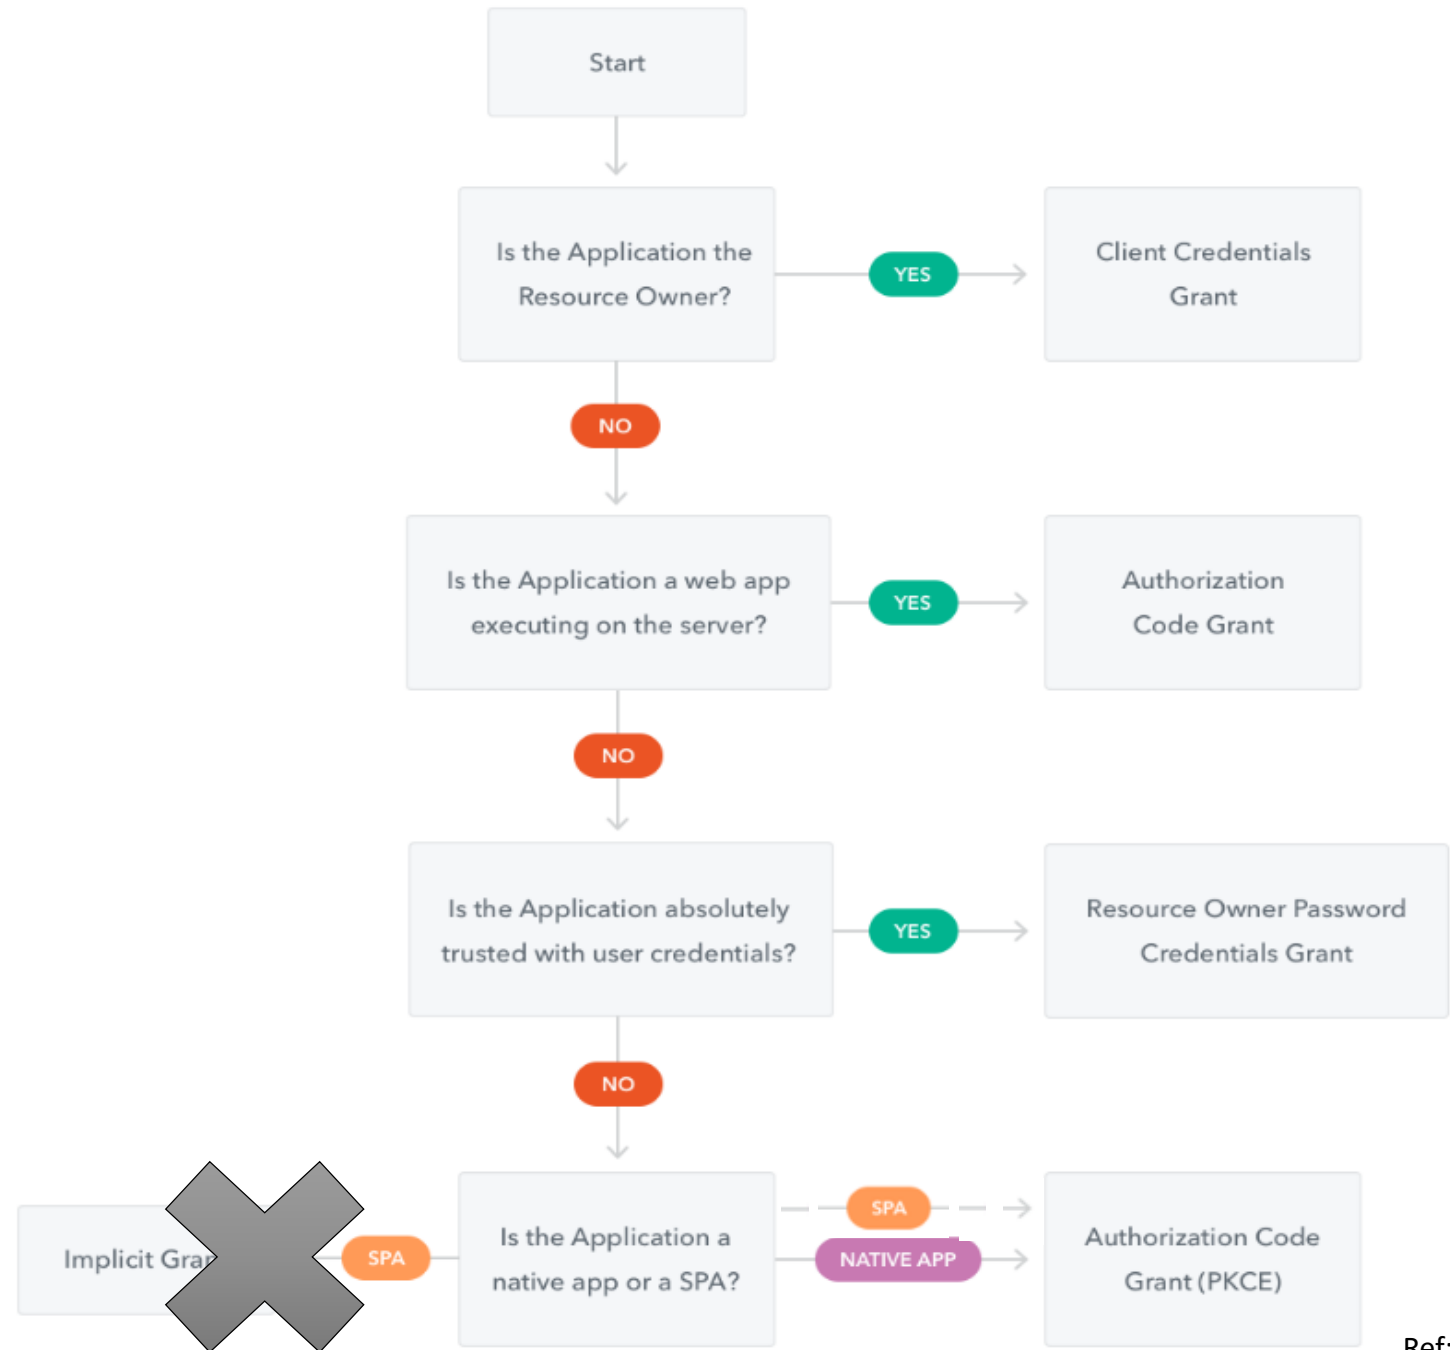 Start
Is the Application the
Resource Owner?
YES
Client Credentials
Grant
NO
Is the Application a web app
executing on the server?
YES
Authorization
Code Grant
NO
Is the Application absolutely
trusted with user credentials?
YES
Resource Owner Password
Credentials Grant
NO
Implicit
SPA
Is the Application a
native app or a SPA?
SPA
NATIVE APP
Authorization Code
Grant (PKCE)
Ref: